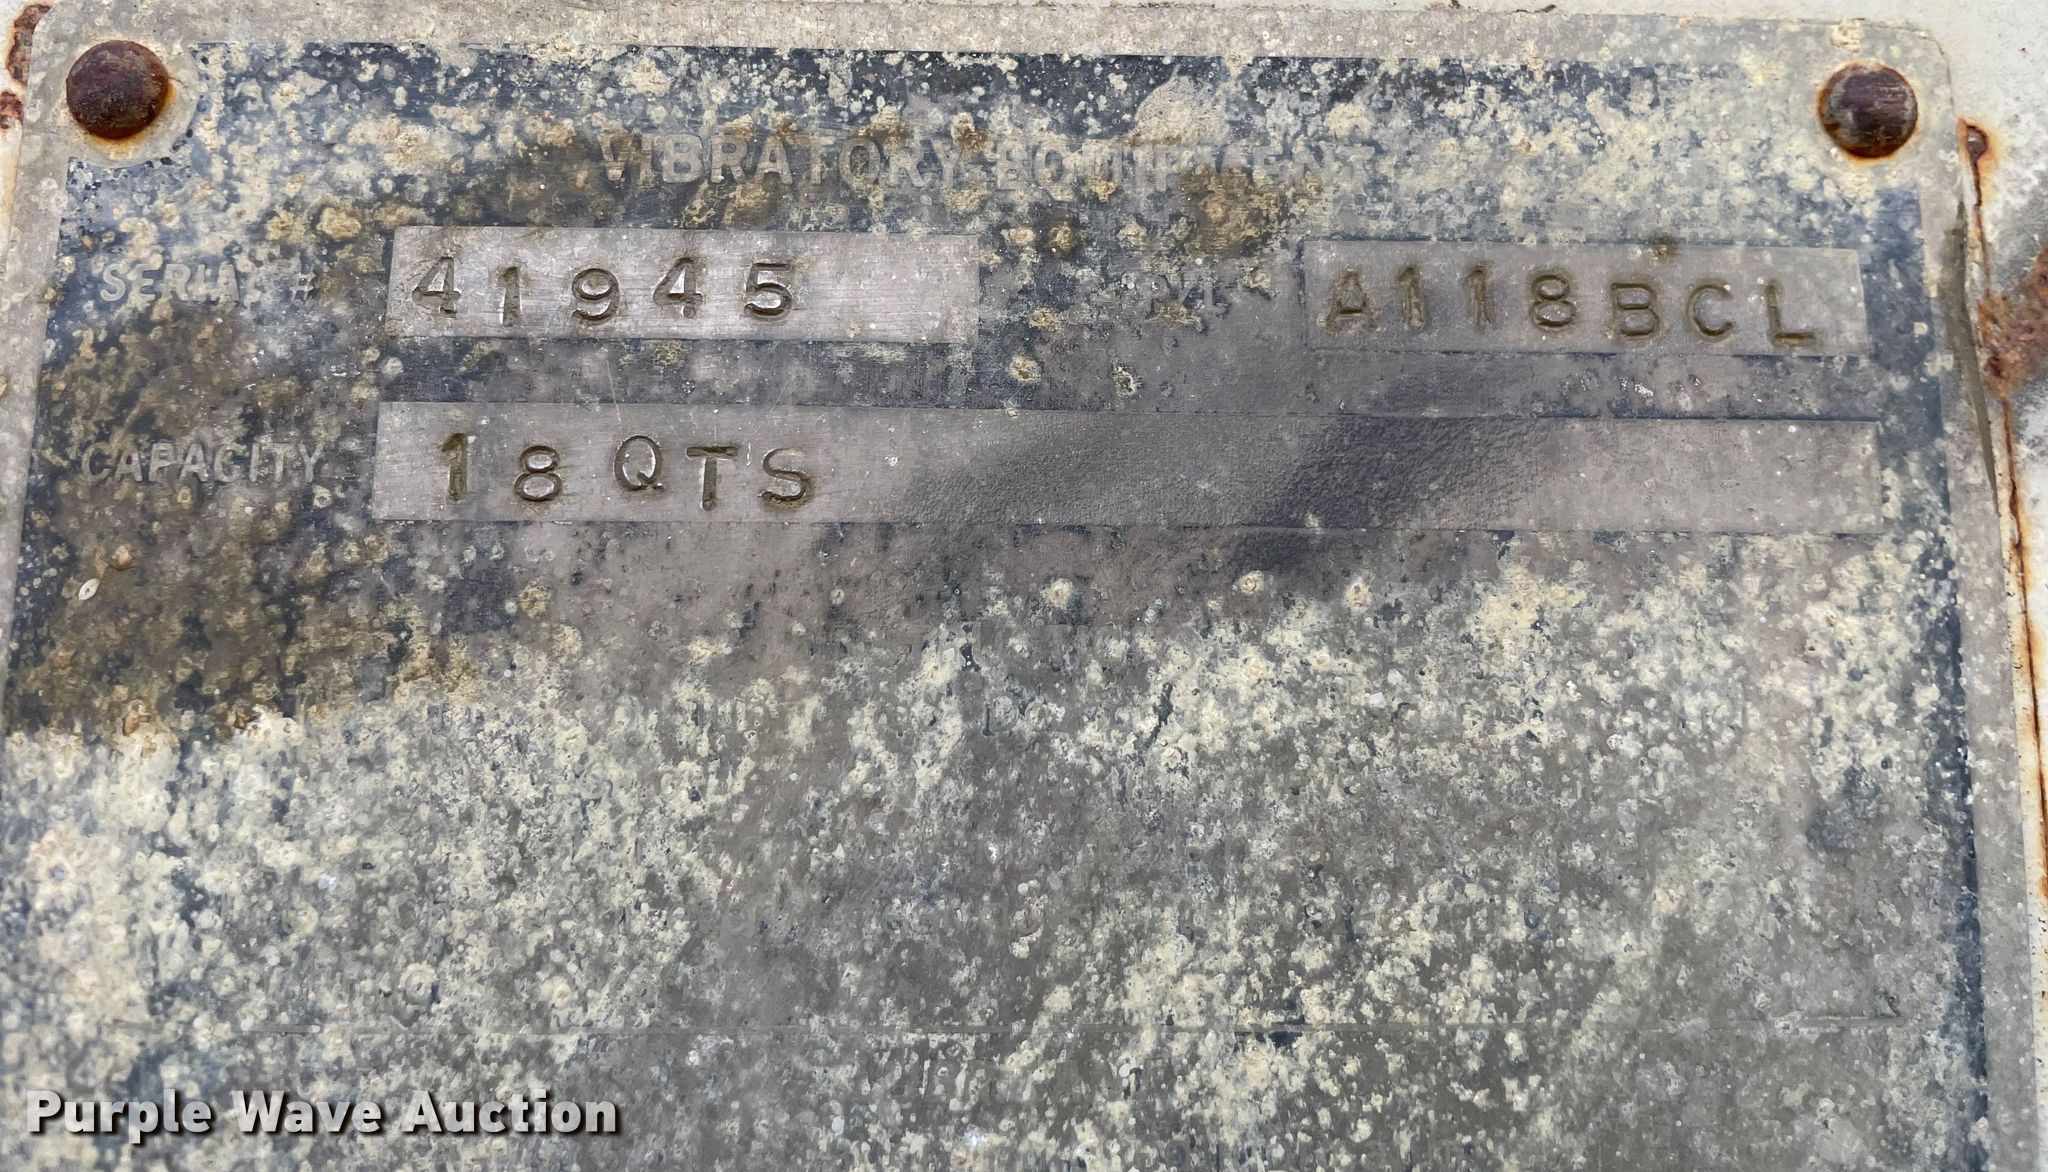 VIBRATORY EQUIPMENT
SERIAL # 41945 A118BCL
CAPACITY 18 QTS
Purple Wave Auction